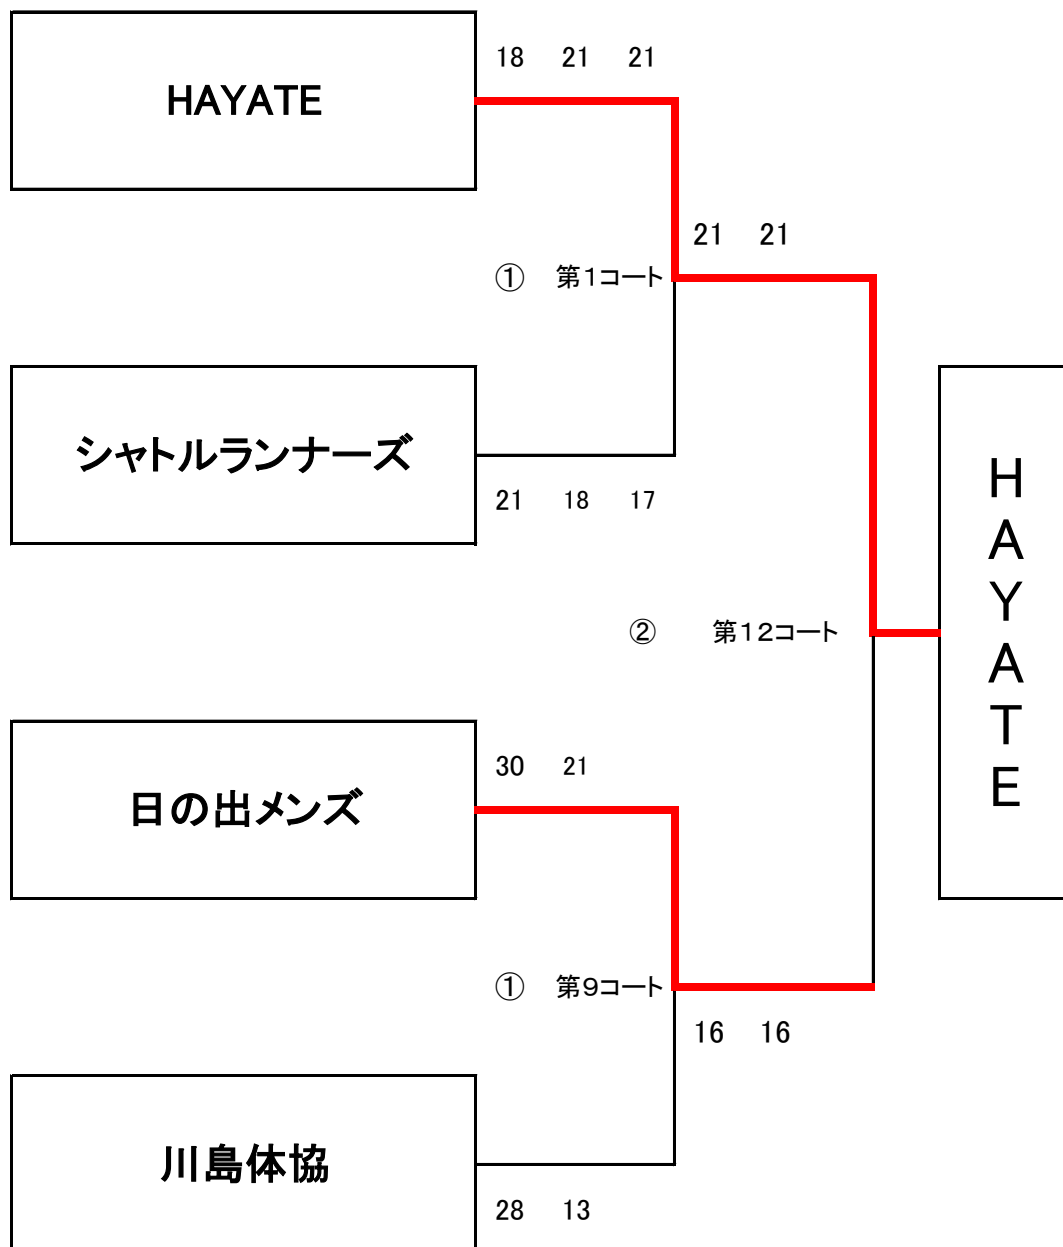 18 21 21
HAYATE
21 21
① 第1コート
シャトルランナーズ
21 18 17
HAYATE
② 第12コート
30 21
日の出メンズ
① 第9コート
16 16
川島体協
28 13